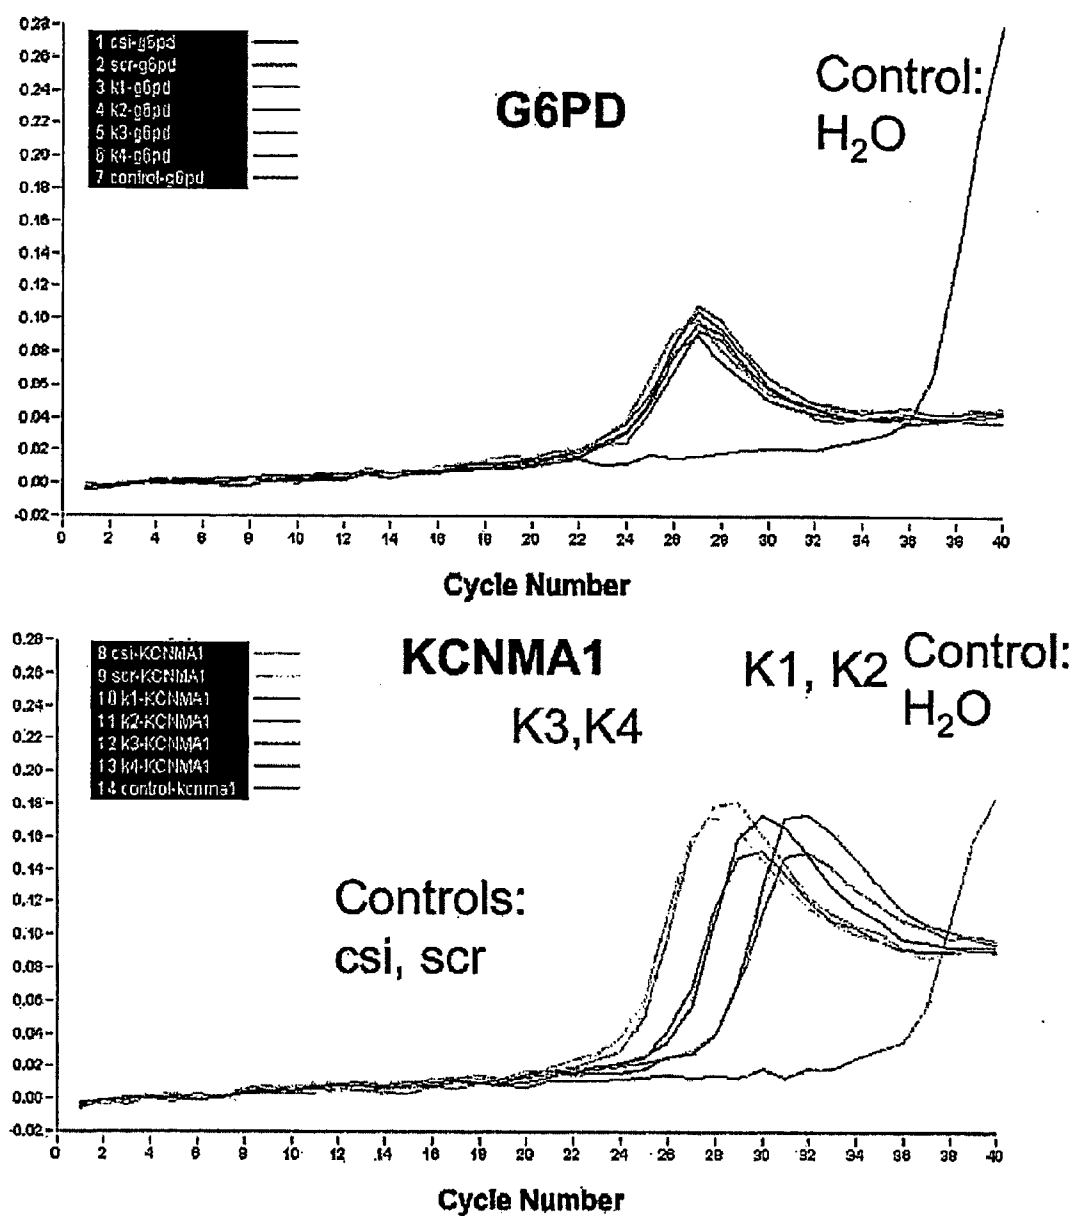 0.28
0.26
0.24
0.22
0.20
0.18
0.16
0.14
0.12
0.10
0.08
0.06
0.04
0.02
0.00
-0.02
1 csi-g6pd
2 scr-g6pd
3 k1-g6pd
4 k2-g6pd
5 k3-g6pd
6 k4-g6pd
7 control-g6pd
G6PD
Control:
H₂O
0 2 4 6 8 10 12 14 16 18 20 22 24 26 28 30 32 34 36 38 40
Cycle Number
0.28
0.26
0.24
0.22
0.20
0.18
0.16
0.14
0.12
0.10
0.08
0.06
0.04
0.02
0.00
-0.02
8 csi-KCNMA1
9 scr-KCNMA1
10 k1-KCNMA1
11 k2-KCNMA1
12 k3-KCNMA1
13 k4-KCNMA1
14 control-kcnma1
KCNMA1
K3,K4
K1, K2
Control:
H₂O
Controls:
csi, scr
0 2 4 6 8 10 12 14 16 18 20 22 24 26 28 30 32 34 36 38 40
Cycle Number